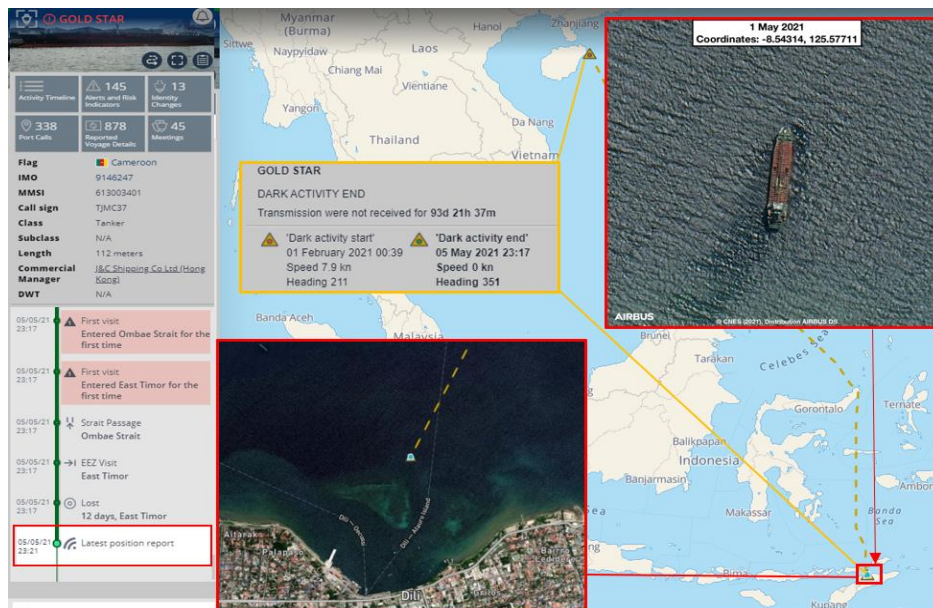 GOLD STAR
Activity Timeline
145
Alerts and Risk
Indicators
13
Identity
Changes
338
Port Calls
878
Reported
Voyage Details
45
Meetings
Flag Cameroon
IMO 9146247
MMSI 613003401
Call sign TJMC37
Class Tanker
Subclass N/A
Length 112 meters
Commercial
Manager
J&C Shipping Co Ltd (Hong
Kong)
DWT N/A
05/05/21
23:17
First visit
Entered Ombae Strait for the
first time
05/05/21
23:17
First visit
Entered East Timor for the
first time
05/05/21
23:17
Strait Passage
Ombae Strait
05/05/21
23:17
EEZ Visit
East Timor
05/05/21
23:17
Lost
12 days, East Timor
05/05/21
23:21
Latest position report
Myanmar
(Burma)
Sittwe
Naypyidaw
Laos
Hanoi
Zhanjiang
Chiang Mai
Vientiane
Yangon
Da Nang
Thailand
Vietnam
GOLD STAR
DARK ACTIVITY END
Transmission were not received for 93d 21h 37m
'Dark activity start'
01 February 2021 00:39
Speed 7.9 kn
Heading 211
'Dark activity end'
05 May 2021 23:17
Speed 0 kn
Heading 351
1 May 2021
Coordinates: -8.54314, 125.57711
AIRBUS
© CNES (2021), Distribution AIRBUS DS
Banda Aceh
Malaysia
Brunei
Tarakan
Celebes Sea
Gorontalo
Ternate
Balikpapan
Indonesia
Banjarmasin
Makassar
Ambon
Banda
Sea
Bima
Kupang
Aitarak
Palapaso
Dili
Bairro
Dili — Atauro Island